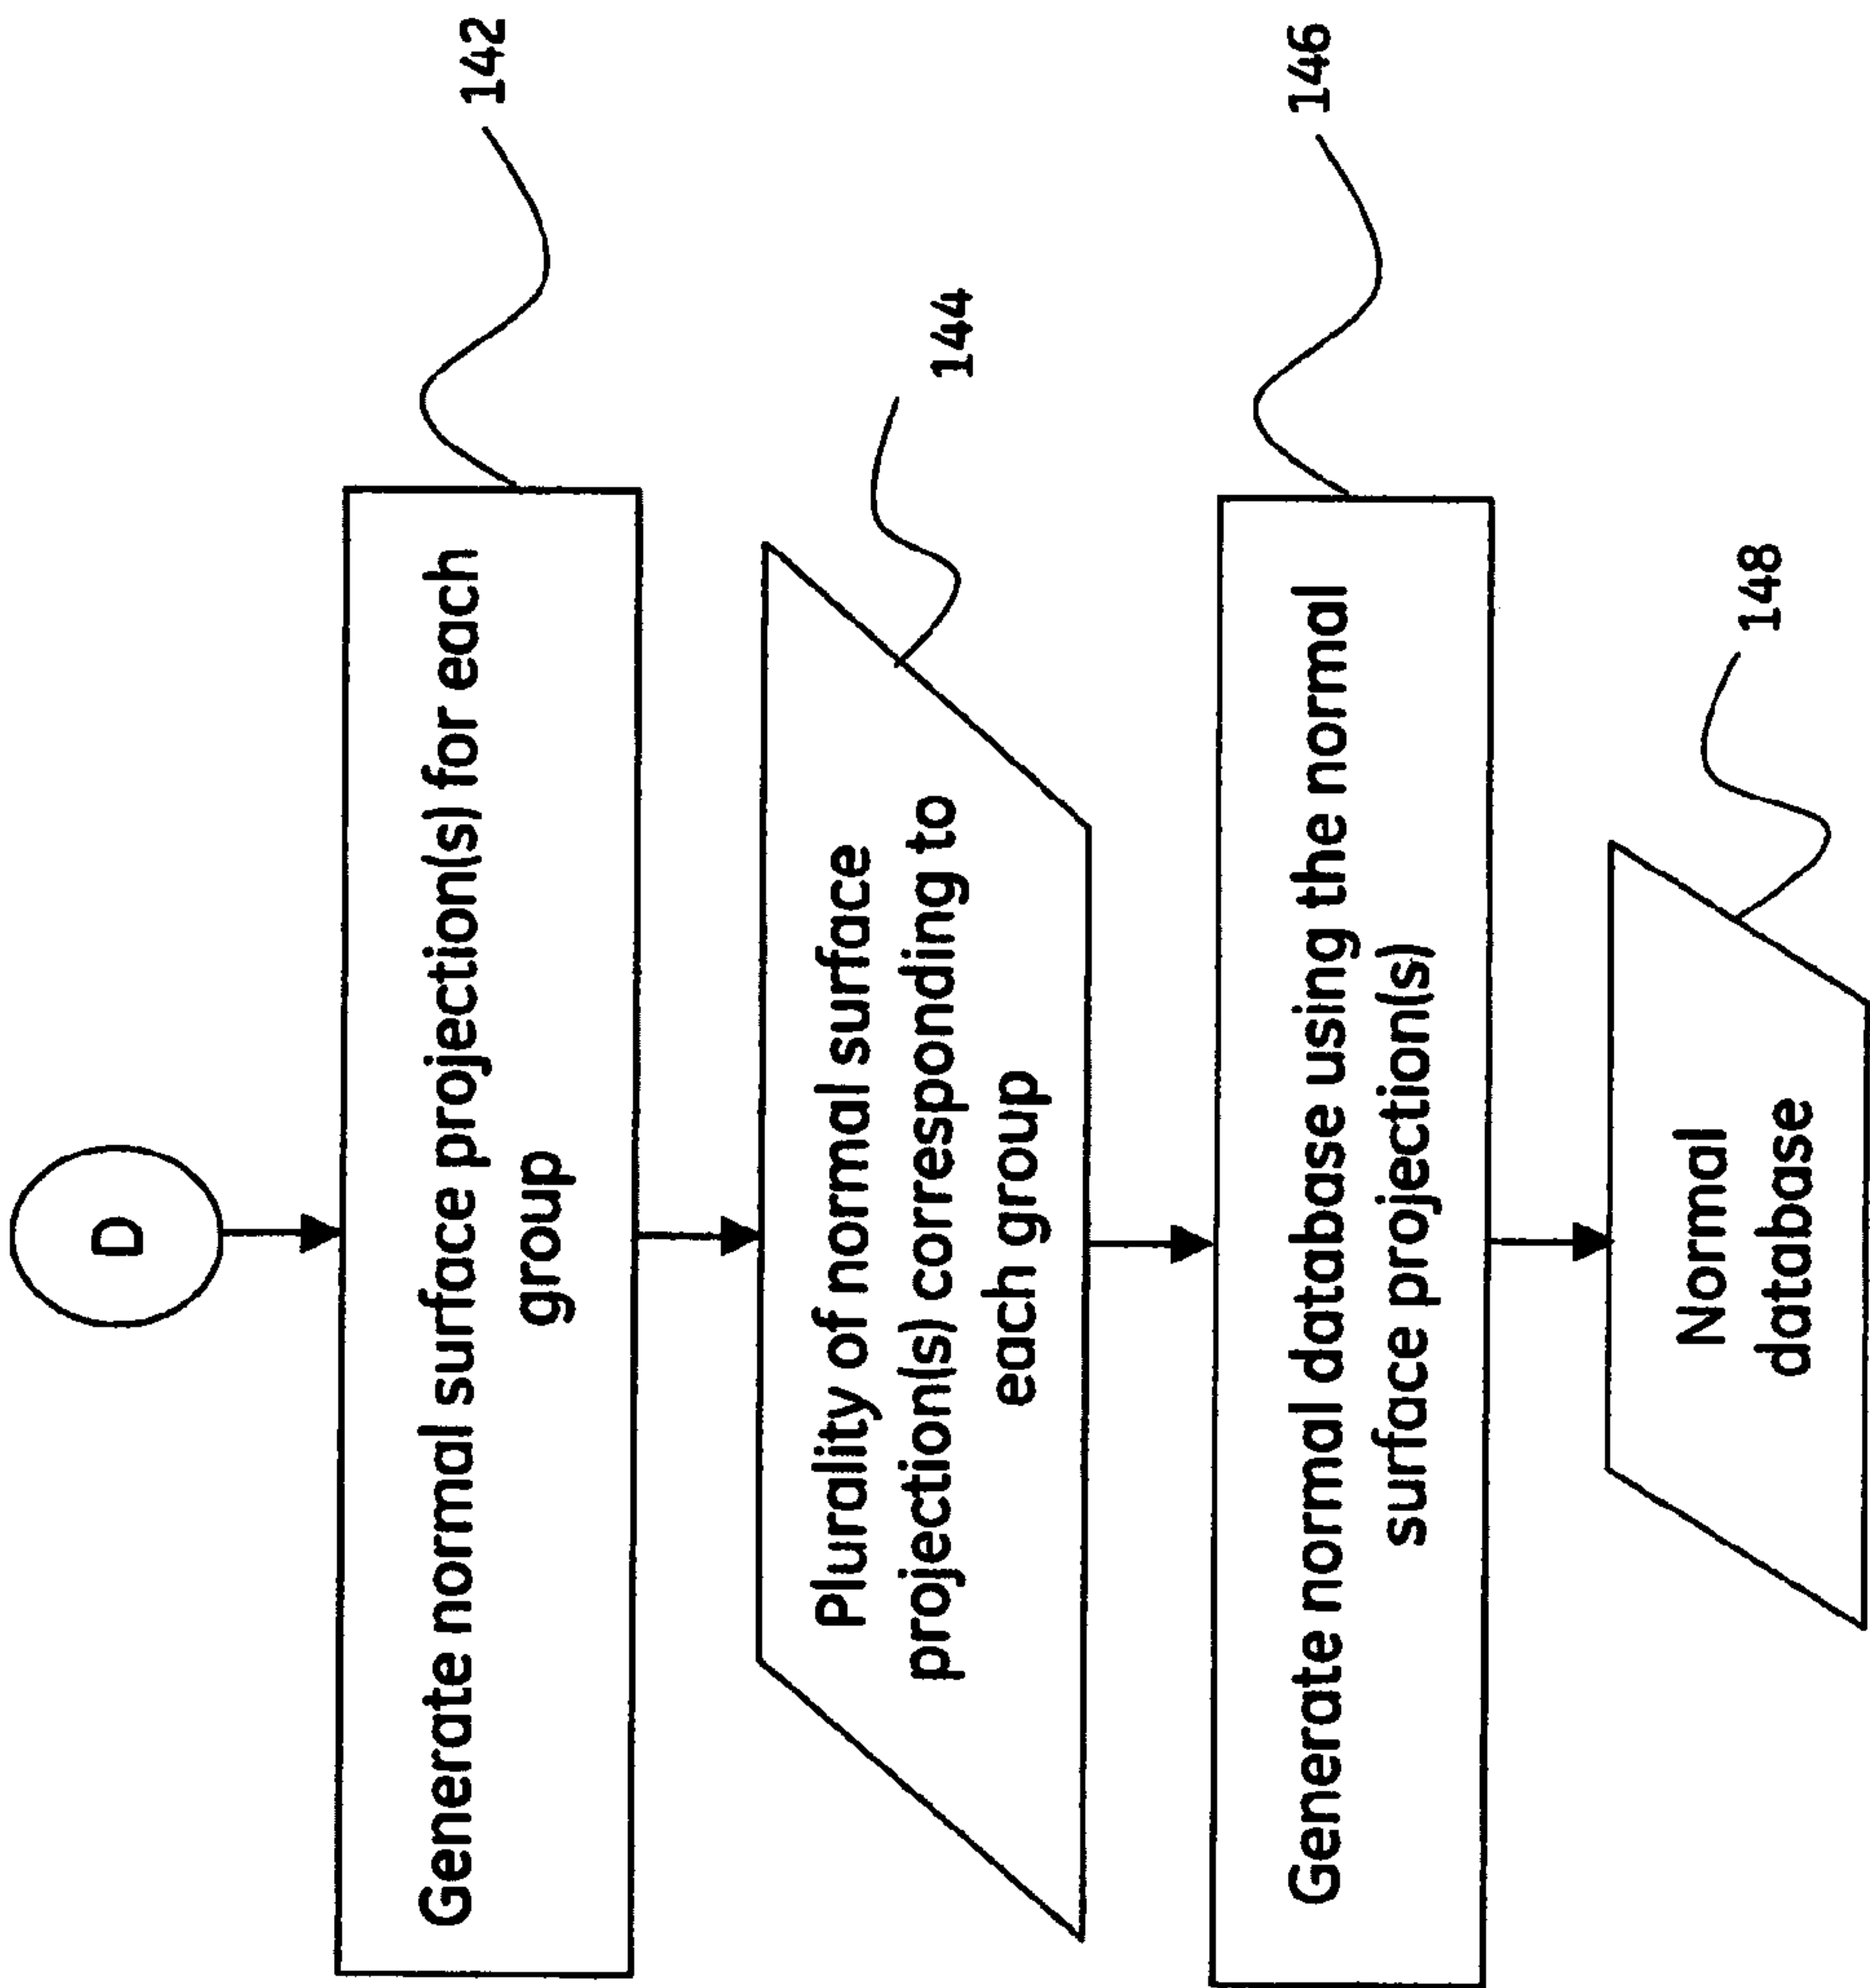 D
Generate normal surface projection(s) for each
group
142
Plurality of normal surface
projection(s) corresponding to
each group
144
Generate normal database using the normal
surface projection(s)
146
Normal
database
148